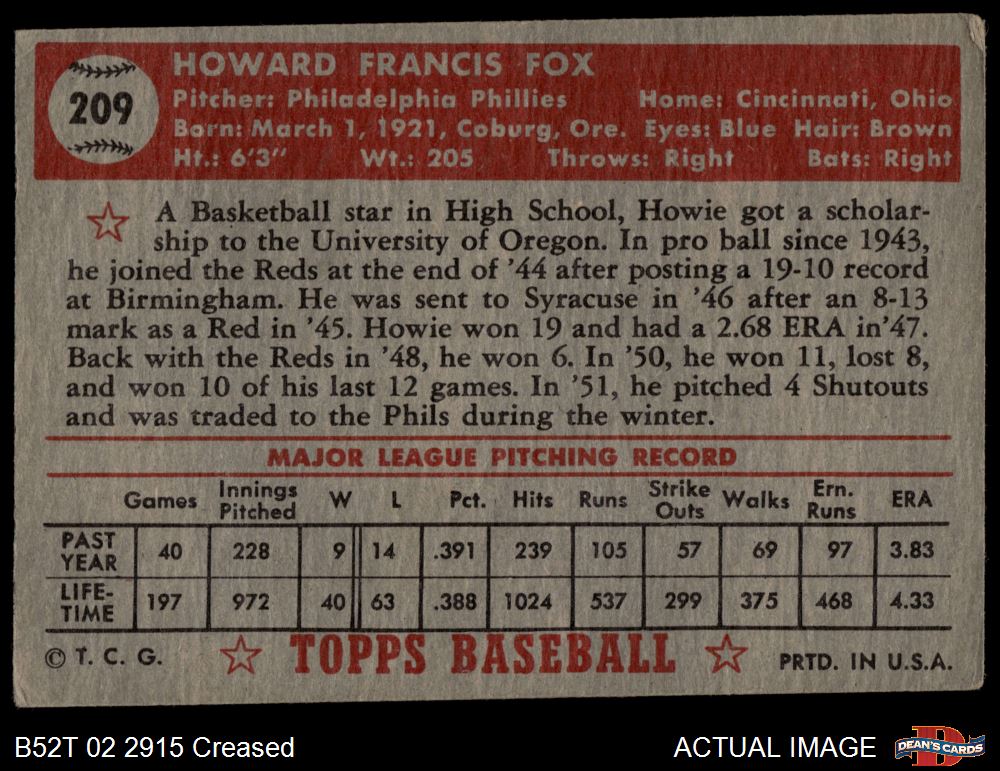 HOWARD FRANCIS FOX
209
Pitcher: Philadelphia Phillies Home: Cincinnati, Ohio
Born: March 1, 1921, Coburg, Ore. Eyes: Blue Hair: Brown
Ht.: 6'3" Wt.: 205 Throws: Right Bats: Right
A Basketball star in High School, Howie got a scholar-
ship to the University of Oregon. In pro ball since 1943,
he joined the Reds at the end of '44 after posting a 19-10 record
at Birmingham. He was sent to Syracuse in '46 after an 8-13
mark as a Red in '45. Howie won 19 and had a 2.68 ERA in'47.
Back with the Reds in '48, he won 6. In '50, he won 11, lost 8,
and won 10 of his last 12 games. In '51, he pitched 4 Shutouts
and was traded to the Phils during the winter.
MAJOR LEAGUE PITCHING RECORD
Games Innings Pitched W L Pct. Hits Runs Strike Outs Walks Ern. Runs ERA
PAST YEAR 40 228 9 14 .391 239 105 57 69 97 3.83
LIFE-TIME 197 972 40 63 .388 1024 537 299 375 468 4.33
© T. C. G. TOPPS BASEBALL PRTD. IN U.S.A.
B52T 02 2915 Creased ACTUAL IMAGE DEAN'S CARDS